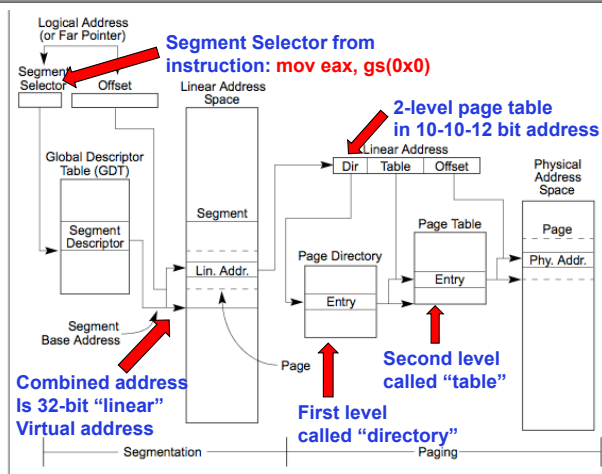 Logical Address
(or Far Pointer)
Segment Selector from
instruction: mov eax, gs(0x0)
Segment
Selector
Offset
Linear Address
Space
2-level page table
in 10-10-12 bit address
Linear Address
Dir Table Offset
Physical
Address
Space
Global Descriptor
Table (GDT)
Segment
Descriptor
Segment
Lin. Addr.
Page Directory
Entry
Page Table
Entry
Page
Phy. Addr.
Segment
Base Address
Page
Combined address
Is 32-bit “linear”
Virtual address
First level
called “directory”
Second level
called “table”
Segmentation
Paging